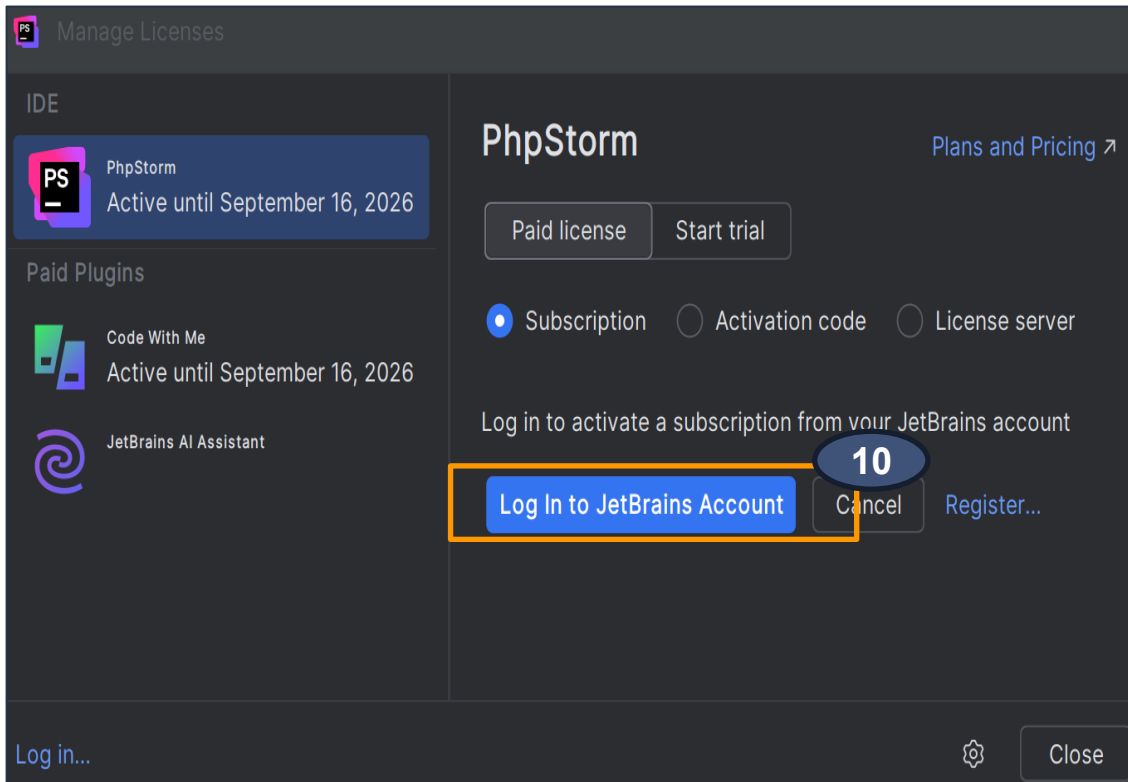 PS
Manage Licenses
IDE
PS
PhpStorm
Active until September 16, 2026
Paid Plugins
Code With Me
Active until September 16, 2026
JetBrains AI Assistant
PhpStorm
Plans and Pricing ↗
Paid license
Start trial
Subscription
Activation code
License server
Log in to activate a subscription from your JetBrains account
10
Log In to JetBrains Account
Cancel
Register...
Log in...
Close